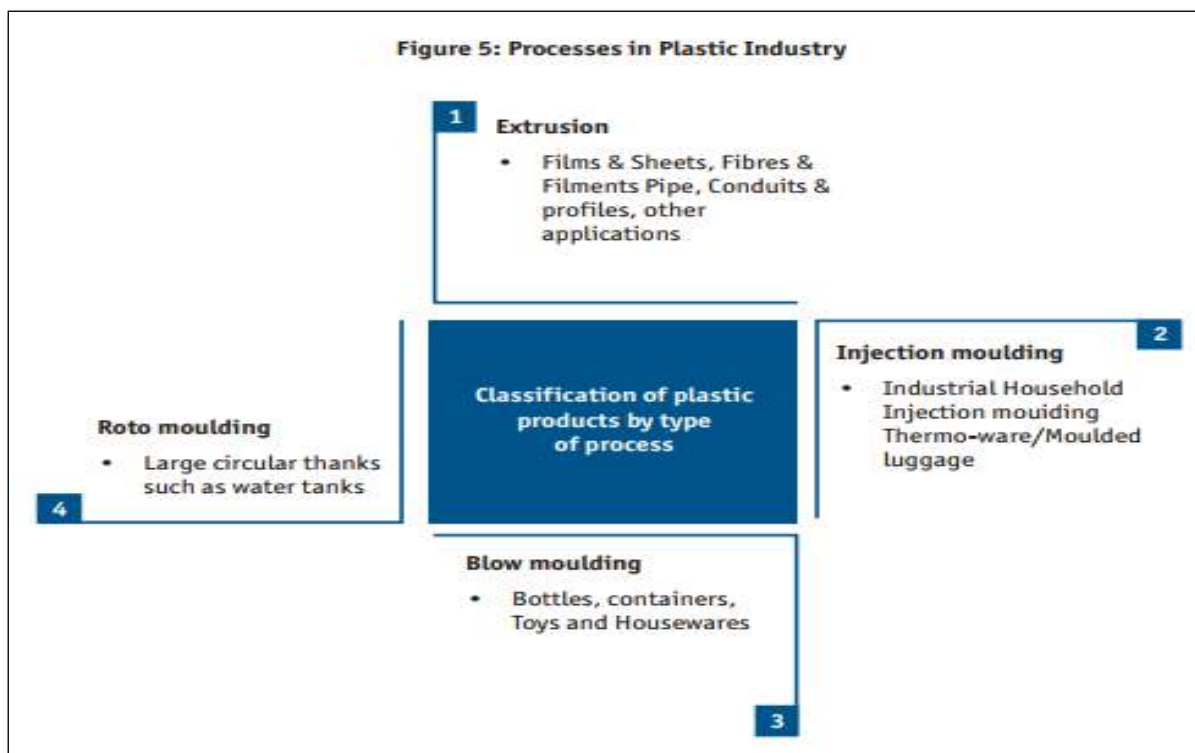 Figure 5: Processes in Plastic Industry
1
Extrusion
• Films & Sheets, Fibres &
Filments Pipe, Conduits &
profiles, other
applications
2
Injection moulding
• Industrial Household
Injection mouiding
Thermo-ware/Moulded
luggage
Classification of plastic
products by type
of process
Roto moulding
• Large circular thanks
such as water tanks
4
Blow moulding
• Bottles, containers,
Toys and Housewares
3